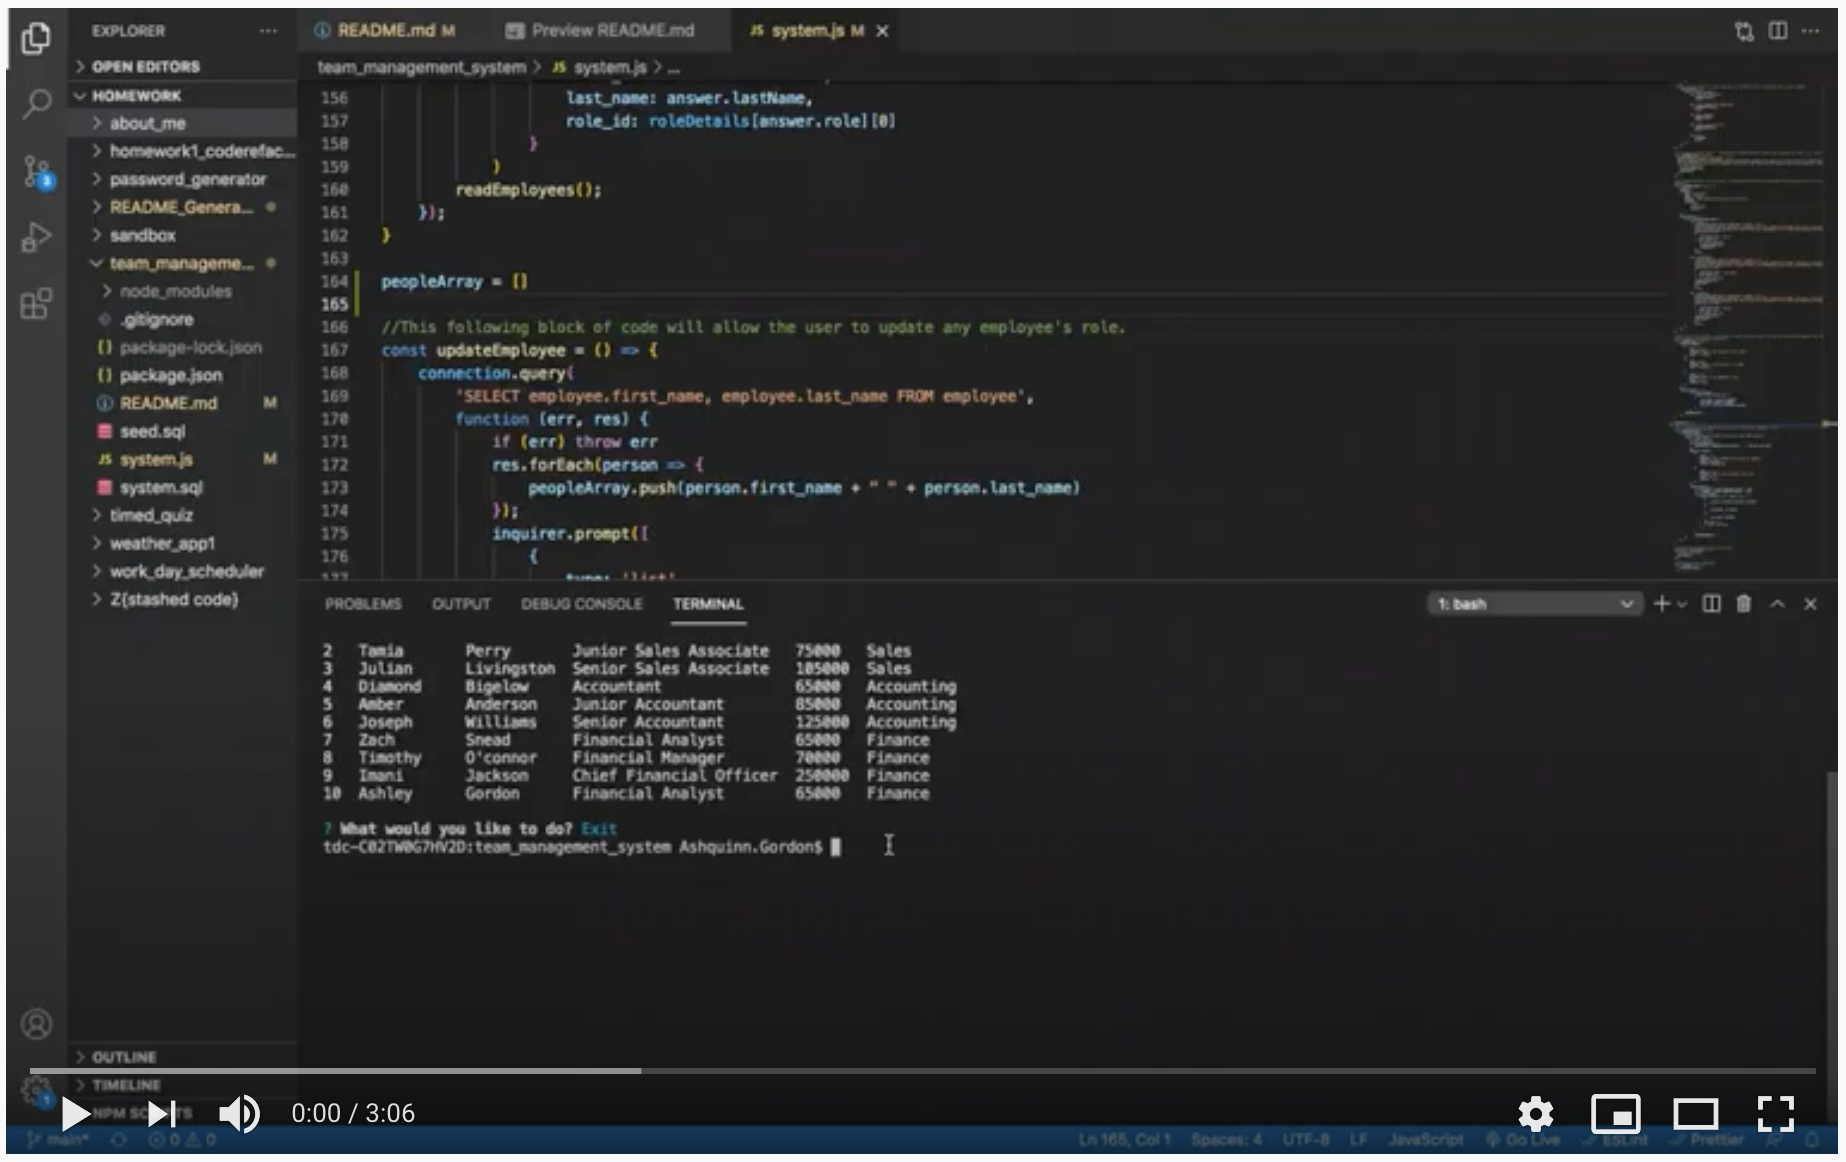 EXPLORER
README.md M
Preview README.md
JS system.js M
OPEN EDITORS
team_management_system > JS system.js > ...
HOMEWORK
about_me
homework1_coderefac...
password_generator
README_Genera...
sandbox
team_manageme...
node_modules
.gitignore
{} package-lock.json
{} package.json
README.md M
seed.sql
JS system.js M
system.sql
timed_quiz
weather_app1
work_day_scheduler
Z(stashed code)
3
156 last_name: answer.lastName,
157 role_id: roleDetails[answer.role][0]
158 }
159 )
160 readEmployees();
161 });
162 }
163
164 peopleArray = []
165
166 //This following block of code will allow the user to update any employee's role.
167 const updateEmployee = () => {
168 connection.query(
169 'SELECT employee.first_name, employee.last_name FROM employee',
170 function (err, res) {
171 if (err) throw err
172 res.forEach(person => {
173 peopleArray.push(person.first_name + " " + person.last_name)
174 });
175 inquirer.prompt([
176 {
177 type: 'list'
PROBLEMS OUTPUT DEBUG CONSOLE TERMINAL
1: bash
2 Tamia Perry Junior Sales Associate 75000 Sales
3 Julian Livingston Senior Sales Associate 105000 Sales
4 Diamond Bigelow Accountant 65000 Accounting
5 Amber Anderson Junior Accountant 85000 Accounting
6 Joseph Williams Senior Accountant 125000 Accounting
7 Zach Snead Financial Analyst 65000 Finance
8 Timothy O'connor Financial Manager 70000 Finance
9 Imani Jackson Chief Financial Officer 250000 Finance
10 Ashley Gordon Financial Analyst 65000 Finance
? What would you like to do? Exit
tdc-C02TW0G7HV2D:team_management_system Ashquinn.Gordon$
OUTLINE
TIMELINE
1
NPM SCRIPTS
0:00 / 3:06
main* 0 0
Ln 165, Col 1 Spaces: 4 UTF-8 LF JavaScript Go Live ESLint Prettier